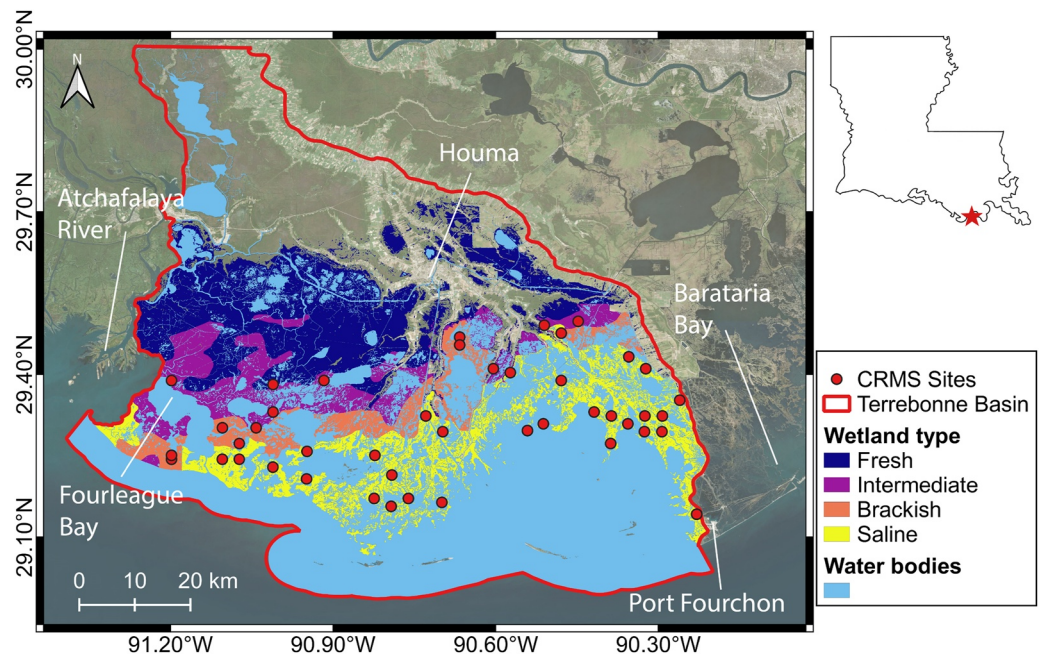 30.00°N
29.70°N
29.40°N
29.10°N
N
Houma
Atchafalaya
River
Barataria
Bay
Fourleague
Bay
0 10 20 km
Port Fourchon
91.20°W 90.90°W 90.60°W 90.30°W
CRMS Sites
Terrebonne Basin
Wetland type
Fresh
Intermediate
Brackish
Saline
Water bodies